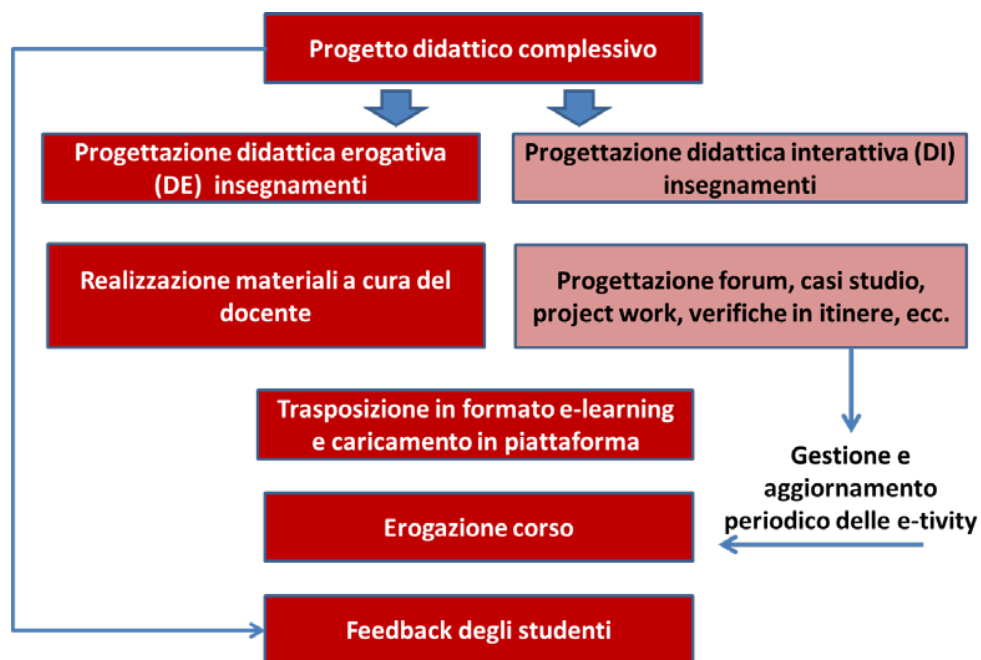 Progetto didattico complessivo
Progettazione didattica erogativa
(DE) insegnamenti
Progettazione didattica interattiva (DI)
insegnamenti
Realizzazione materiali a cura del
docente
Progettazione forum, casi studio,
project work, verifiche in itinere, ecc.
Trasposizione in formato e-learning
e caricamento in piattaforma
Gestione e
aggiornamento
periodico delle e-tivity
Erogazione corso
Feedback degli studenti